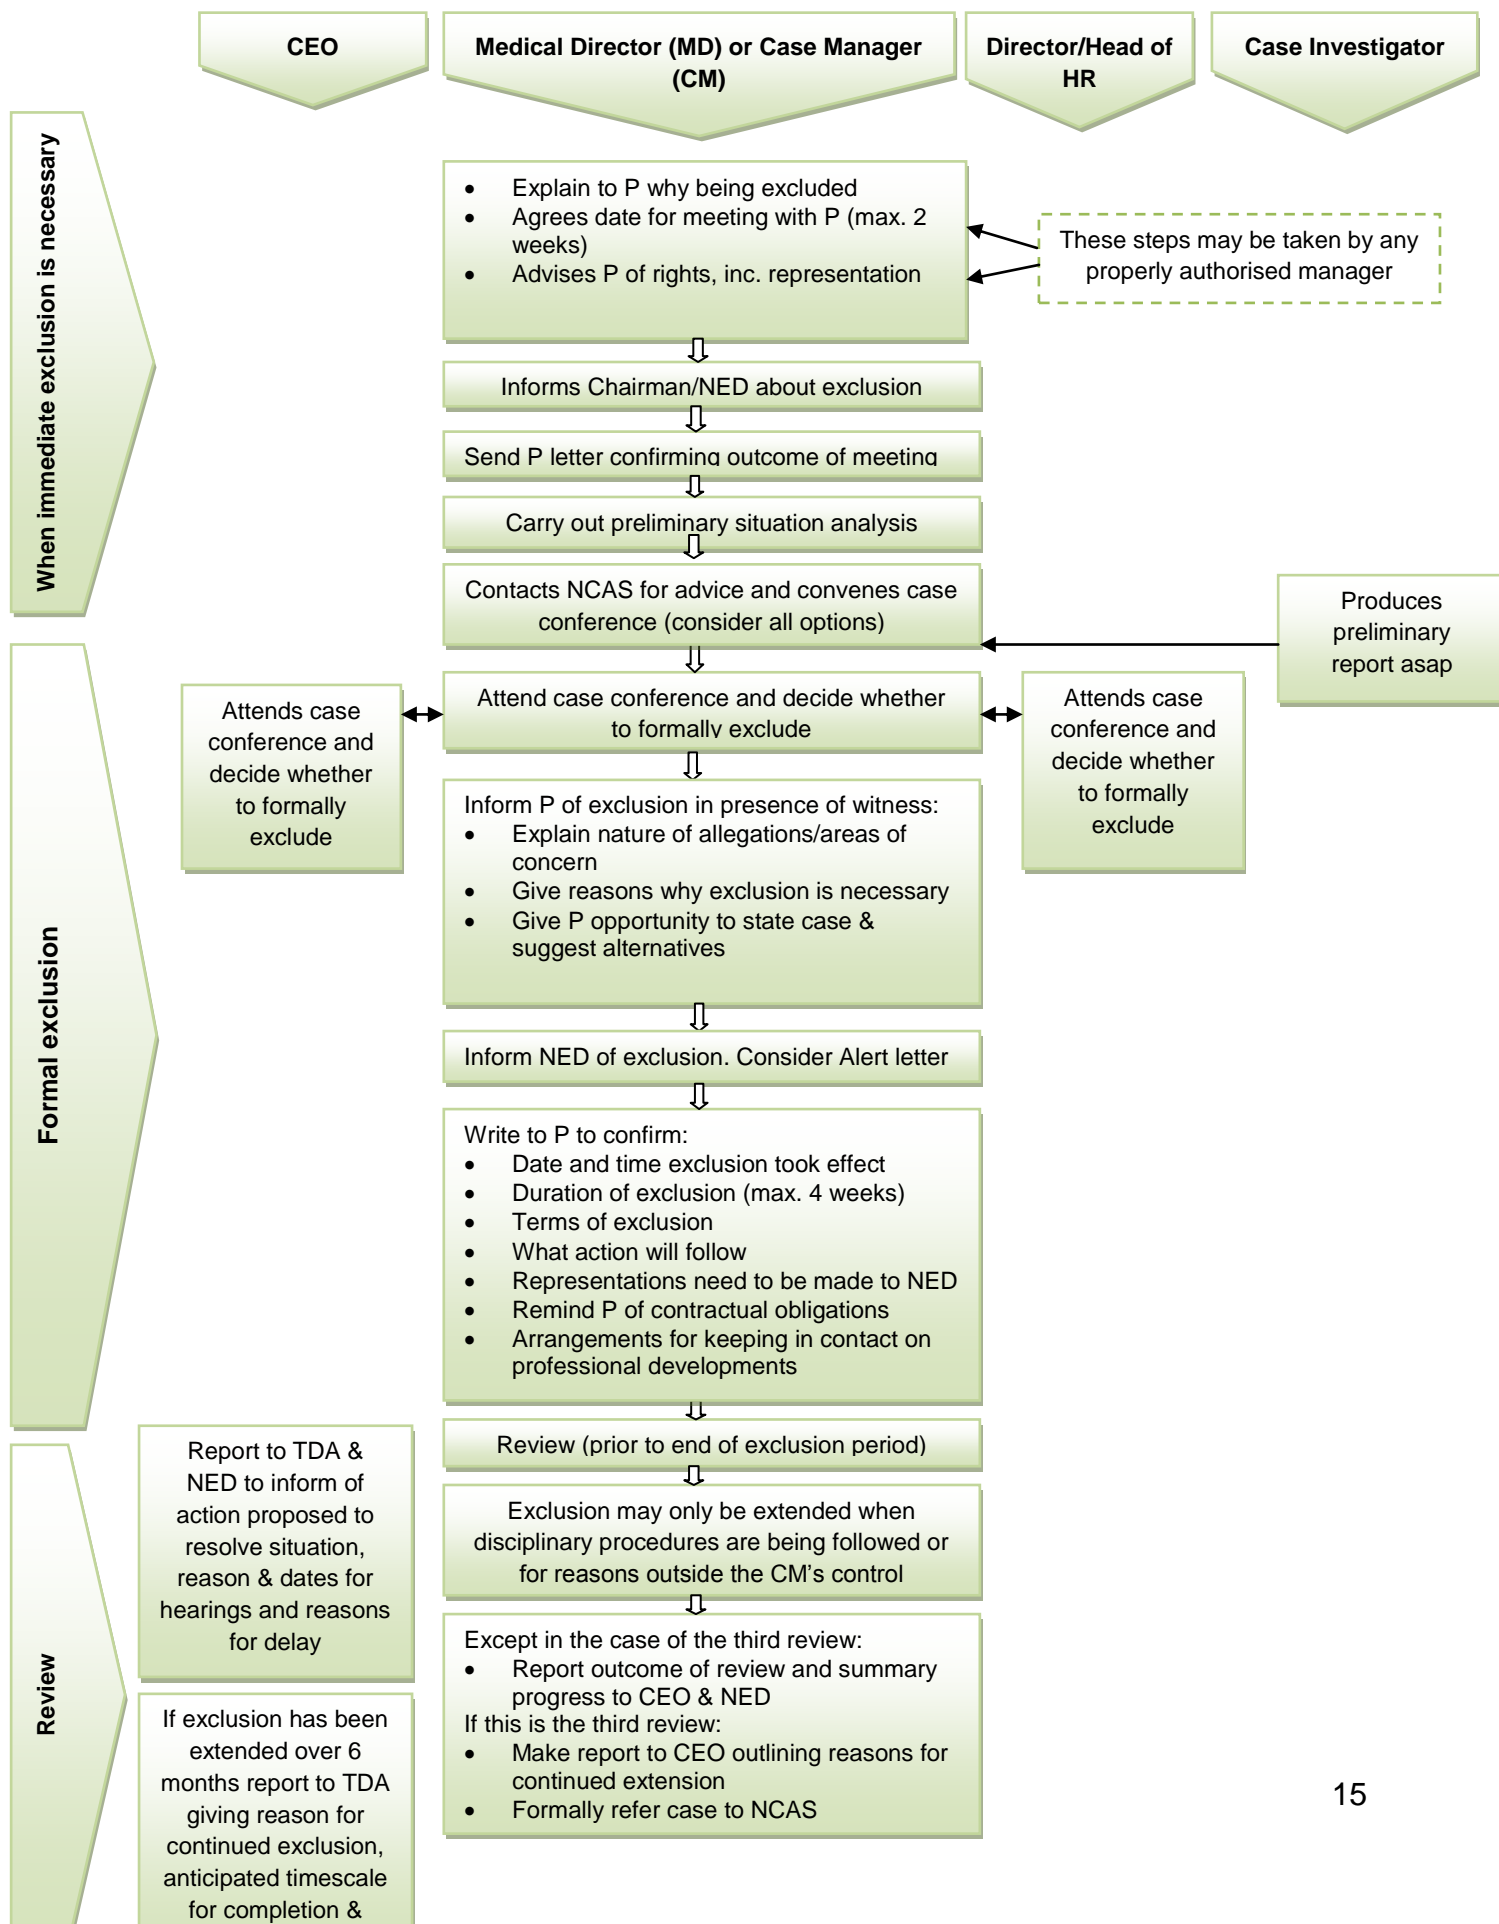 CEO
Medical Director (MD) or Case Manager
(CM)
Director/Head of
HR
Case Investigator
When immediate exclusion is necessary
• Explain to P why being excluded
• Agrees date for meeting with P (max. 2
weeks)
• Advises P of rights, inc. representation
These steps may be taken by any
properly authorised manager
Informs Chairman/NED about exclusion
Send P letter confirming outcome of meeting
Carry out preliminary situation analysis
Contacts NCAS for advice and convenes case
conference (consider all options)
Produces
preliminary
report asap
Formal exclusion
Attends case
conference and
decide whether
to formally
exclude
Attend case conference and decide whether
to formally exclude
Attends case
conference and
decide whether
to formally
exclude
Inform P of exclusion in presence of witness:
• Explain nature of allegations/areas of
concern
• Give reasons why exclusion is necessary
• Give P opportunity to state case &
suggest alternatives
Inform NED of exclusion. Consider Alert letter
Write to P to confirm:
• Date and time exclusion took effect
• Duration of exclusion (max. 4 weeks)
• Terms of exclusion
• What action will follow
• Representations need to be made to NED
• Remind P of contractual obligations
• Arrangements for keeping in contact on
professional developments
Review
Report to TDA &
NED to inform of
action proposed to
resolve situation,
reason & dates for
hearings and reasons
for delay
Review (prior to end of exclusion period)
Exclusion may only be extended when
disciplinary procedures are being followed or
for reasons outside the CM's control
If exclusion has been
extended over 6
months report to TDA
giving reason for
continued exclusion,
anticipated timescale
for completion &
Except in the case of the third review:
• Report outcome of review and summary
progress to CEO & NED
If this is the third review:
• Make report to CEO outlining reasons for
continued extension
• Formally refer case to NCAS
15